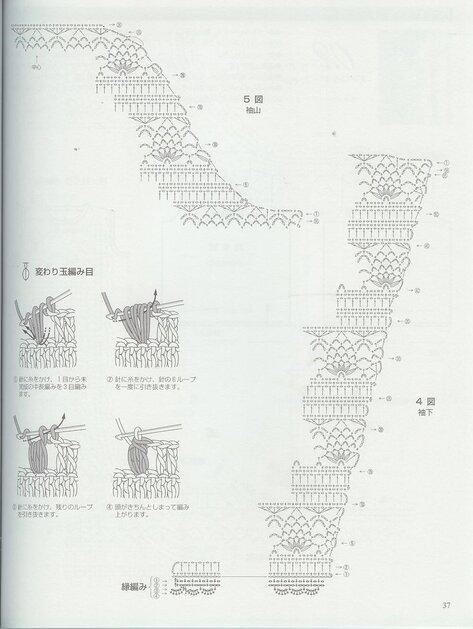 中心
5図
袖山
変わり玉編み目
①針に糸をかけ、1目から未
完成の中長編みを3目編み
ます。
②針に糸をかけ、針の6ループ
を一度に引き抜きます。
③針に糸をかけ、残りのループ
を引き抜きます。
④頭がきちんとしまって編み
上がります。
4図
袖下
縁編み
37